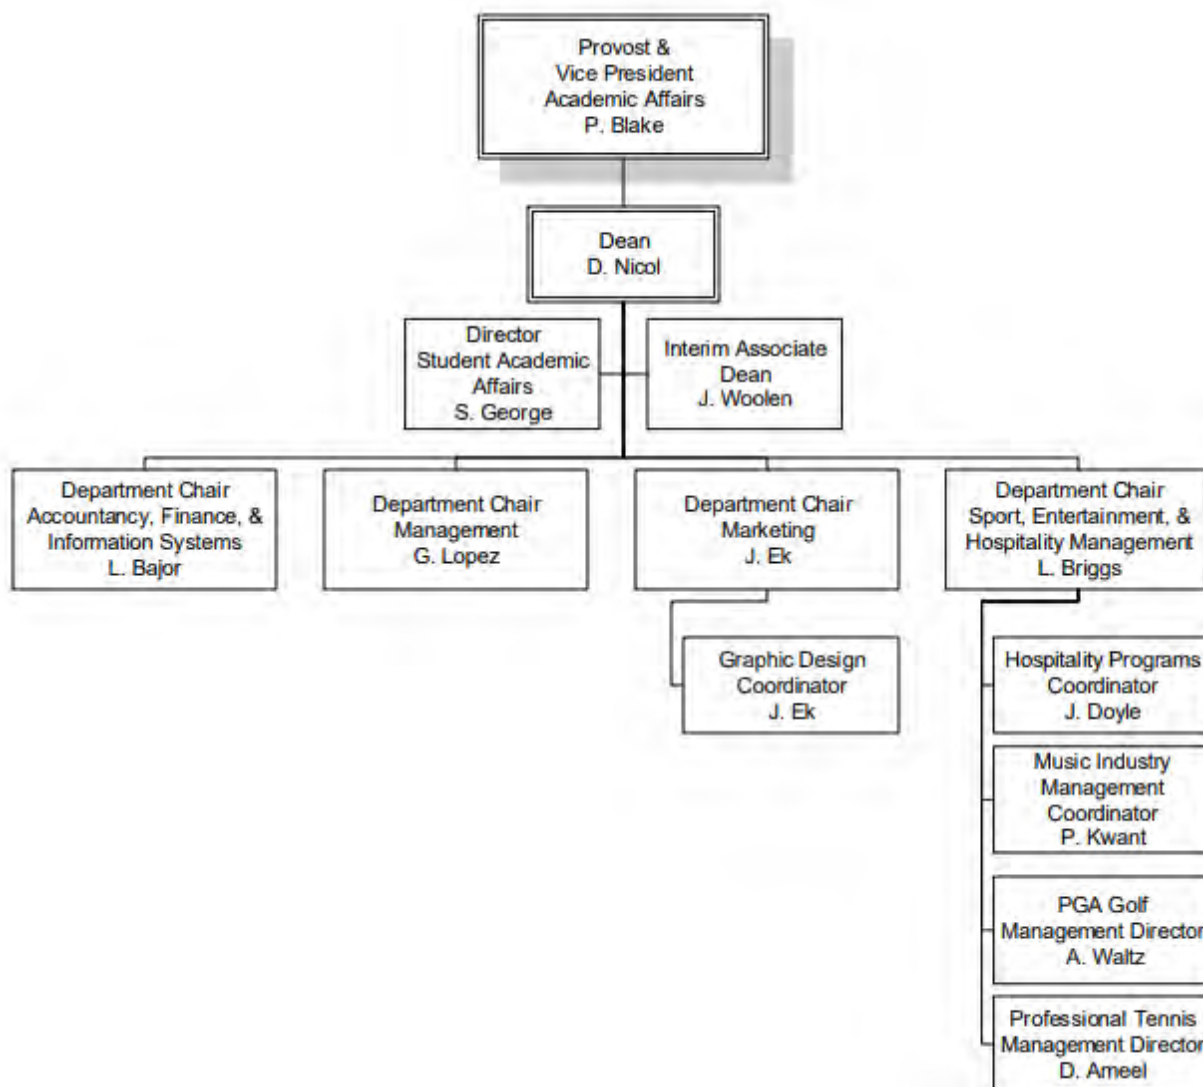 Provost &
Vice President
Academic Affairs
P. Blake
Dean
D. Nicol
Director
Student Academic
Affairs
S. George
Interim Associate
Dean
J. Woolen
Department Chair
Accountancy, Finance, &
Information Systems
L. Bajor
Department Chair
Management
G. Lopez
Department Chair
Marketing
J. Ek
Department Chair
Sport, Entertainment, &
Hospitality Management
L. Briggs
Graphic Design
Coordinator
J. Ek
Hospitality Programs
Coordinator
J. Doyle
Music Industry
Management
Coordinator
P. Kwant
PGA Golf
Management Director
A. Waltz
Professional Tennis
Management Director
D. Ameel